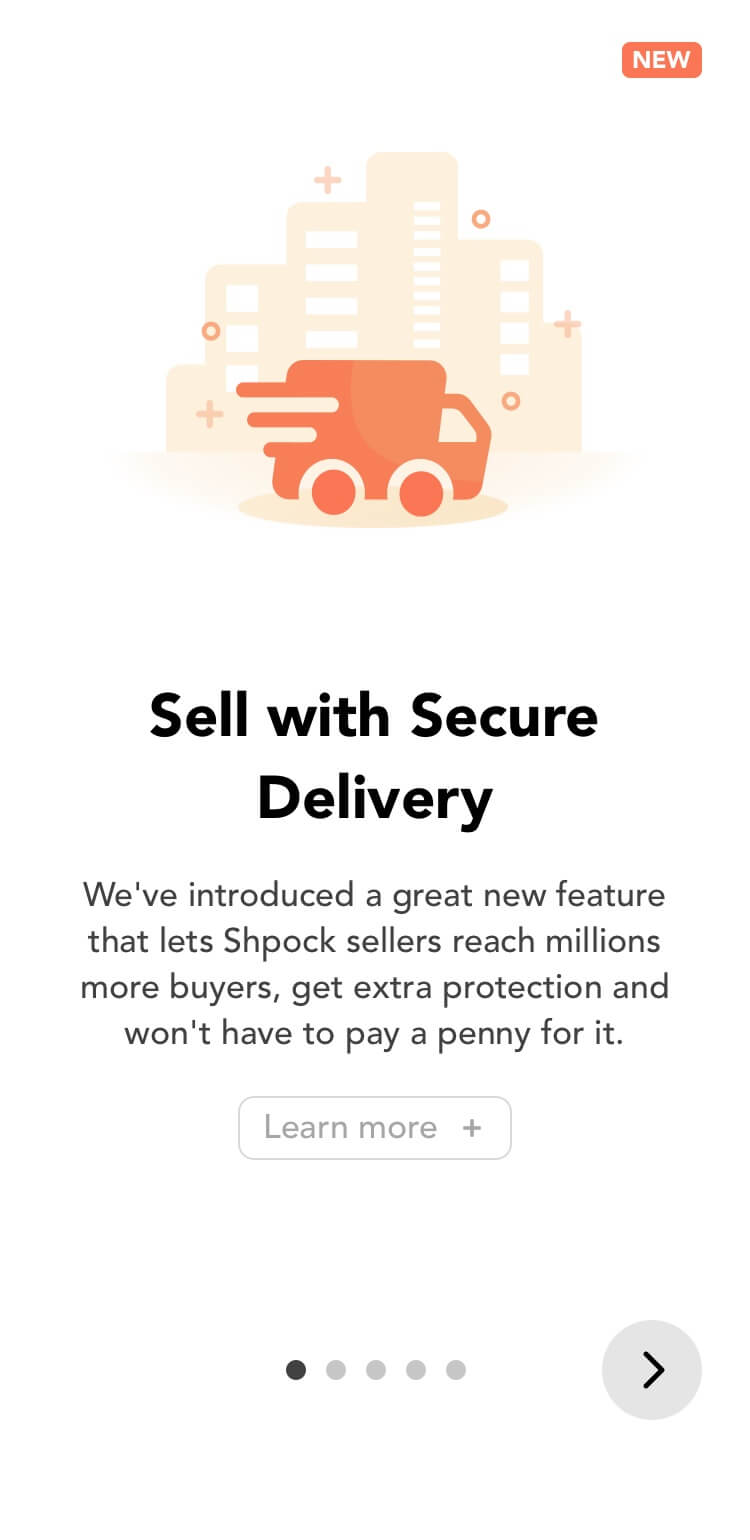 NEW
Sell with Secure
Delivery
We've introduced a great new feature
that lets Shpock sellers reach millions
more buyers, get extra protection and
won't have to pay a penny for it.
Learn more +